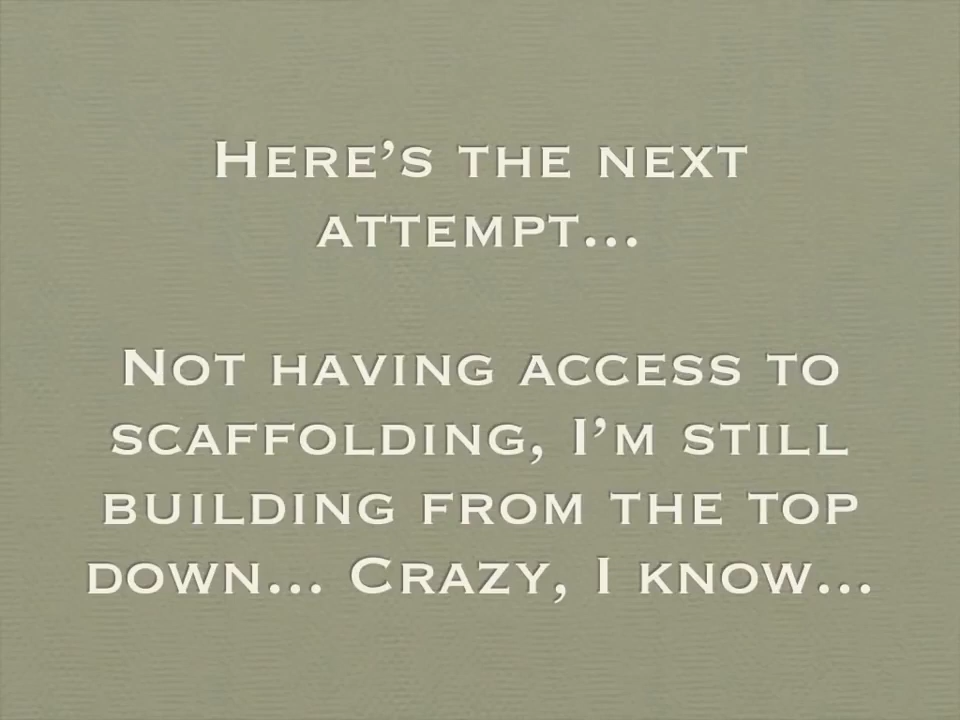 Here's the next
attempt...
Not having access to
scaffolding, I'm still
building from the top
down... Crazy, I know...